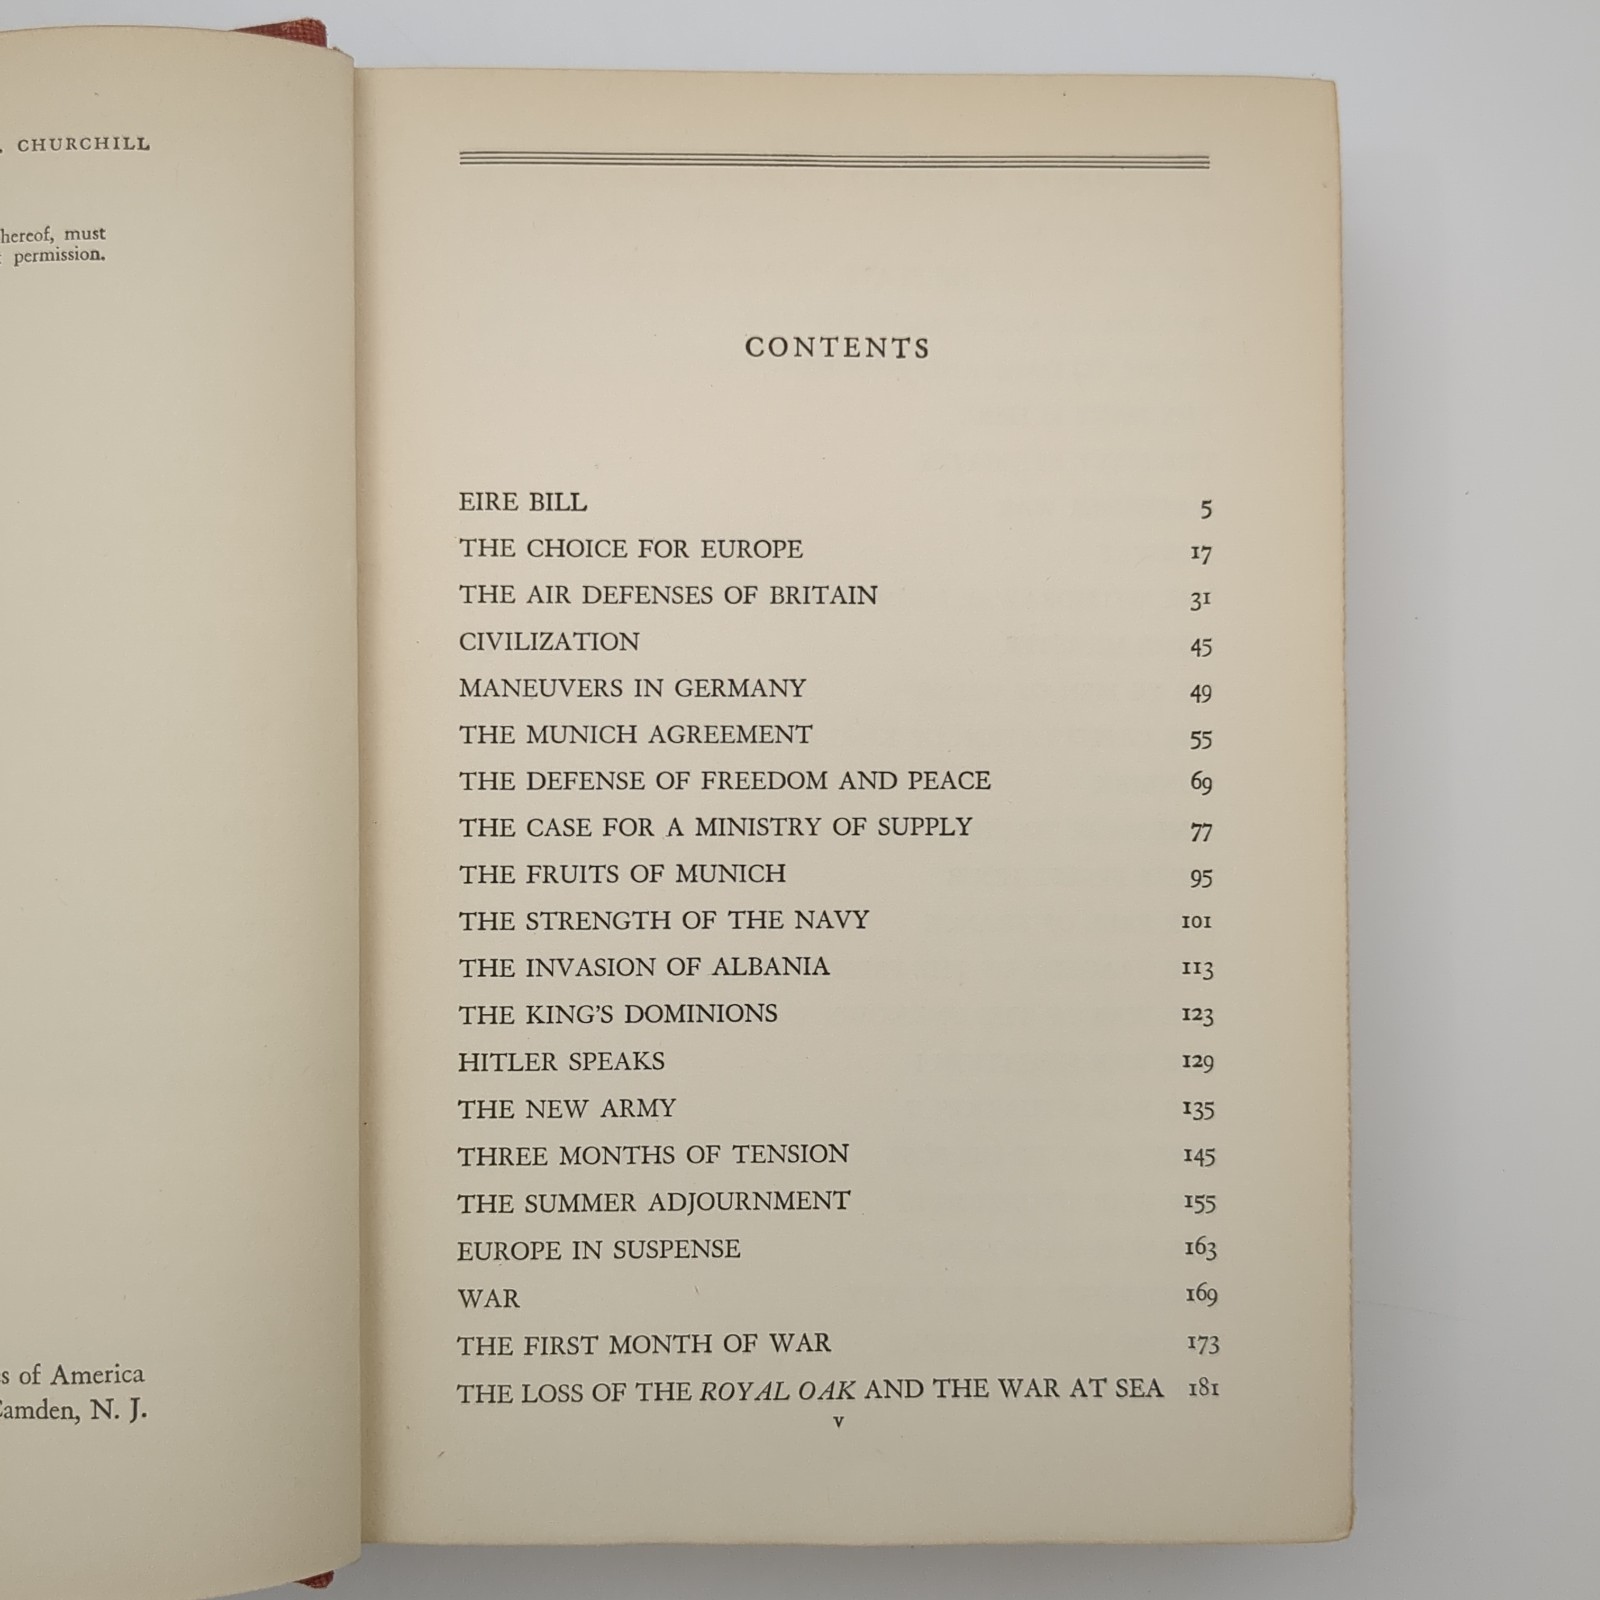 CHURCHILL
hereof, must
permission.
s of America
Camden, N. J.
CONTENTS
EIRE BILL 5
THE CHOICE FOR EUROPE 17
THE AIR DEFENSES OF BRITAIN 31
CIVILIZATION 45
MANEUVERS IN GERMANY 49
THE MUNICH AGREEMENT 55
THE DEFENSE OF FREEDOM AND PEACE 69
THE CASE FOR A MINISTRY OF SUPPLY 77
THE FRUITS OF MUNICH 95
THE STRENGTH OF THE NAVY 101
THE INVASION OF ALBANIA 113
THE KING'S DOMINIONS 123
HITLER SPEAKS 129
THE NEW ARMY 135
THREE MONTHS OF TENSION 145
THE SUMMER ADJOURNMENT 155
EUROPE IN SUSPENSE 163
WAR 169
THE FIRST MONTH OF WAR 173
THE LOSS OF THE ROYAL OAK AND THE WAR AT SEA 181
v